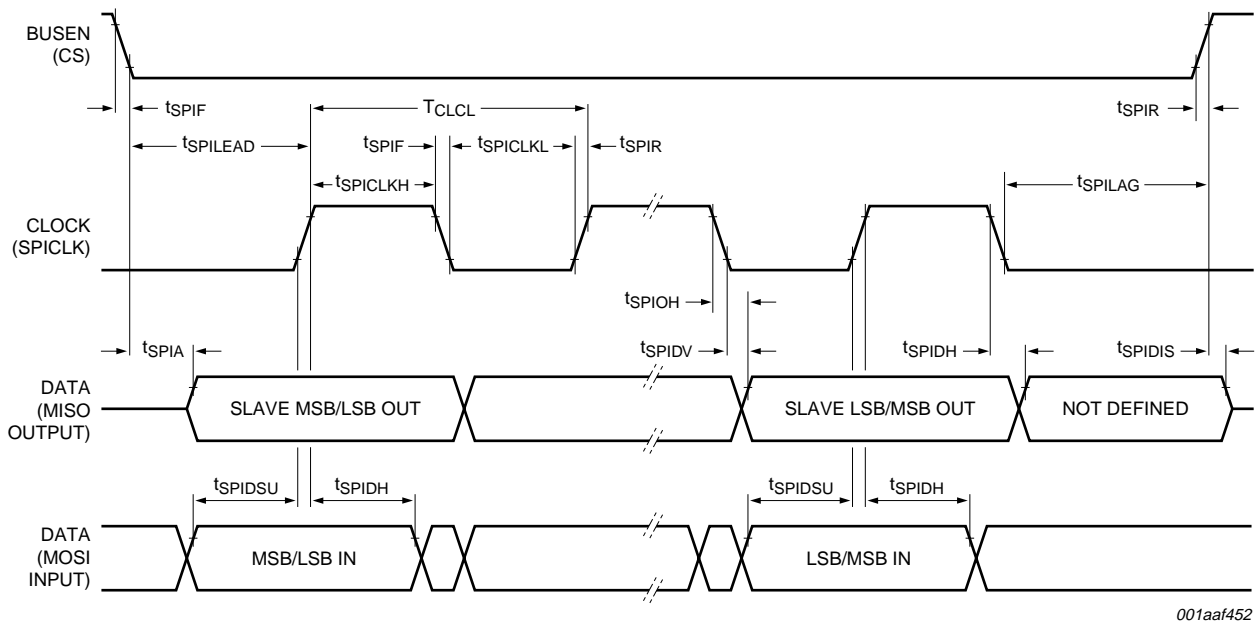 BUSEN
(CS)
tSPIF
TCLCL
tSPIR
tSPILEAD
tSPIF
tSPICLKL
tSPIR
tSPICLKH
tSPILAG
CLOCK
(SPICLK)
tSPIOH
tSPIA
tSPIDV
tSPIDH
tSPIDIS
DATA
(MISO
OUTPUT)
SLAVE MSB/LSB OUT
SLAVE LSB/MSB OUT
NOT DEFINED
tSPIDSU
tSPIDH
tSPIDSU
tSPIDH
DATA
(MOSI
INPUT)
MSB/LSB IN
LSB/MSB IN
001aaf452